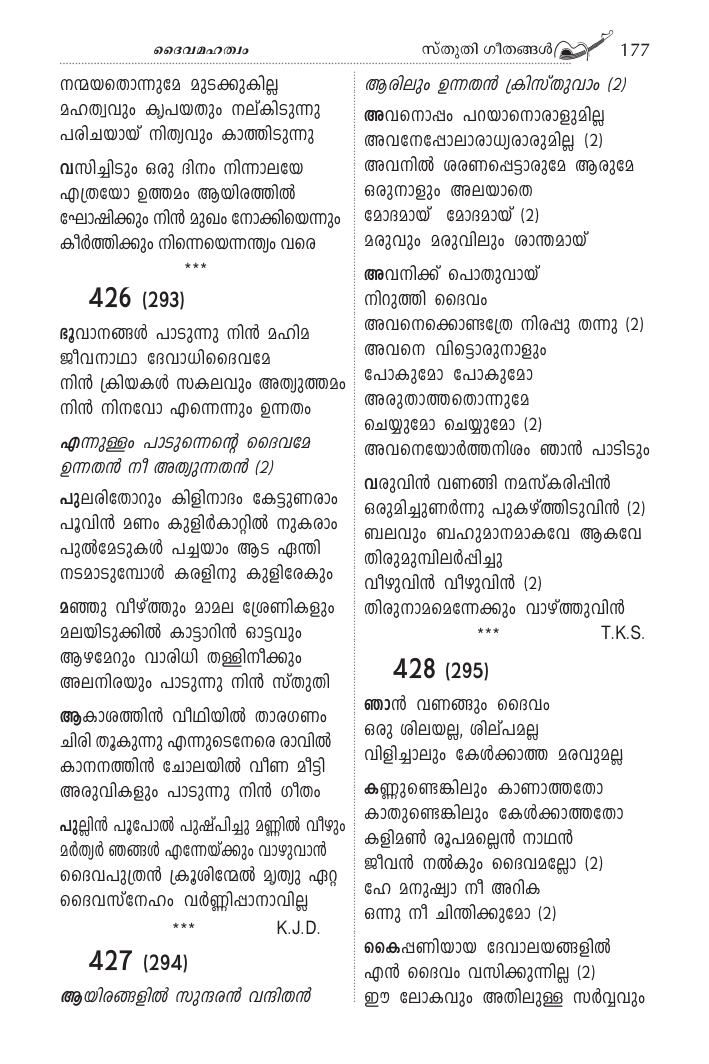 ദൈവമഹത്വം
സ്തുതി ഗീതങ്ങൾ 177
നന്മയതൊന്നുമേ മുടക്കുകില്ല
മഹത്വവും കൃപയതും നല്കിടുന്നു
പരിചയായ് നിത്യവും കാത്തിടുന്നു
വസിച്ചിടും ഒരു ദിനം നിന്നാലയേ
എത്രയോ ഉത്തമം ആയിരത്തിൽ
ഘോഷിക്കും നിൻ മുഖം നോക്കിയെന്നും
കീർത്തിക്കും നിന്നെയെന്നന്ത്യം വരെ
***
426 (293)
ഭൂവാനങ്ങൾ പാടുന്നു നിൻ മഹിമ
ജീവനാഥാ ദേവാധിദൈവമേ
നിൻ ക്രിയകൾ സകലവും അത്യുത്തമം
നിൻ നിനവോ എന്നെന്നും ഉന്നതം
എന്നുള്ളം പാടുന്നെന്റെ ദൈവമേ
ഉന്നതൻ നീ അത്യുന്നതൻ (2)
പുലരിതോറും കിളിനാദം കേട്ടുണരാം
പൂവിൻ മണം കുളിർകാറ്റിൽ നുകരാം
പുൽമേടുകൾ പച്ചയാം ആട ഏന്തി
നടമാടുമ്പോൾ കരളിനു കുളിരേകും
മഞ്ഞു വീഴ്ത്തും മാമല ശ്രേണികളും
മലയിടുക്കിൽ കാട്ടാറിൻ ഓട്ടവും
ആഴമേറും വാരിധി തള്ളിനീക്കും
അലനിരയും പാടുന്നു നിൻ സ്തുതി
ആകാശത്തിൻ വീഥിയിൽ താരഗണം
ചിരി തൂകുന്നു എന്നുടെനേരെ രാവിൽ
കാനനത്തിൻ ചോലയിൽ വീണ മീട്ടി
അരുവികളും പാടുന്നു നിൻ ഗീതം
പുല്ലിൻ പൂപോൽ പുഷ്പിച്ചു മണ്ണിൽ വീഴും
മർത്യർ ഞങ്ങൾ എന്നേയ്ക്കും വാഴുവാൻ
ദൈവപുത്രൻ ക്രൂശിന്മേൽ മൃത്യു ഏറ്റ
ദൈവസ്നേഹം വർണ്ണിപ്പാനാവില്ല
*** K.J.D.
427 (294)
ആയിരങ്ങളിൽ സുന്ദരൻ വന്ദിതൻ
ആരിലും ഉന്നതൻ ക്രിസ്തുവാം (2)
അവനൊപ്പം പറയാനൊരാളുമില്ല
അവനേപ്പോലാരാധ്യരാരുമില്ല (2)
അവനിൽ ശരണപ്പെട്ടാരുമേ ആരുമേ
ഒരുനാളും അലയാതെ
മോദമായ് മോദമായ് (2)
മരുവും മരുവിലും ശാന്തമായ്
അവനിക്ക് പൊതുവായ്
നിറുത്തി ദൈവം
അവനെക്കൊണ്ടത്രേ നിരപ്പു തന്നു (2)
അവനെ വിട്ടൊരുനാളും
പോകുമോ പോകുമോ
അരുതാത്തതൊന്നുമേ
ചെയ്യുമോ ചെയ്യുമോ (2)
അവനെയോർത്തനിശം ഞാൻ പാടിടും
വരുവിൻ വണങ്ങി നമസ്കരിപ്പിൻ
ഒരുമിച്ചുണർന്നു പുകഴ്ത്തിടുവിൻ (2)
ബലവും ബഹുമാനമാകവേ ആകവേ
തിരുമുമ്പിലർപ്പിച്ചു
വീഴുവിൻ വീഴുവിൻ (2)
തിരുനാമമെന്നേക്കും വാഴ്ത്തുവിൻ
*** T.K.S.
428 (295)
ഞാൻ വണങ്ങും ദൈവം
ഒരു ശിലയല്ല, ശില്പമല്ല
വിളിച്ചാലും കേൾക്കാത്ത മരവുമല്ല
കണ്ണുണ്ടെങ്കിലും കാണാത്തതോ
കാതുണ്ടെങ്കിലും കേൾക്കാത്തതോ
കളിമൺ രൂപമല്ലെൻ നാഥൻ
ജീവൻ നൽകും ദൈവമല്ലോ (2)
ഹേ മനുഷ്യാ നീ അറിക
ഒന്നു നീ ചിന്തിക്കുമോ (2)
കൈപ്പണിയായ ദേവാലയങ്ങളിൽ
എൻ ദൈവം വസിക്കുന്നില്ല (2)
ഈ ലോകവും അതിലുള്ള സർവ്വവും